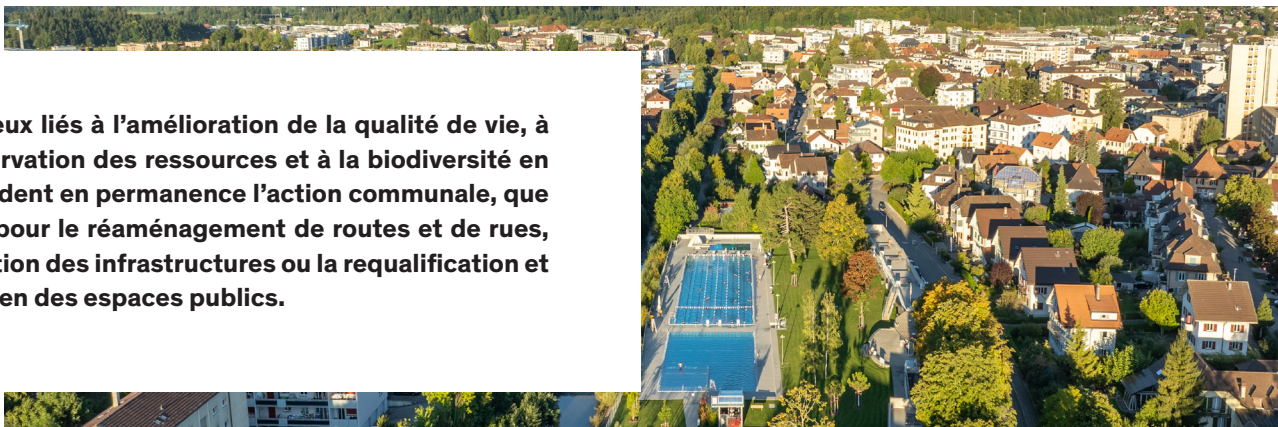 eux liés à l’amélioration de la qualité de vie, à
rvation des ressources et à la biodiversité en
dent en permanence l’action communale, que
pour le réaménagement de routes et de rues,
tion des infrastructures ou la requalification et
en des espaces publics.